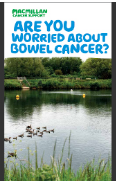 MACMILLAN
CANCER SUPPORT
ARE YOU
WORRIED ABOUT
BOWEL CANCER?